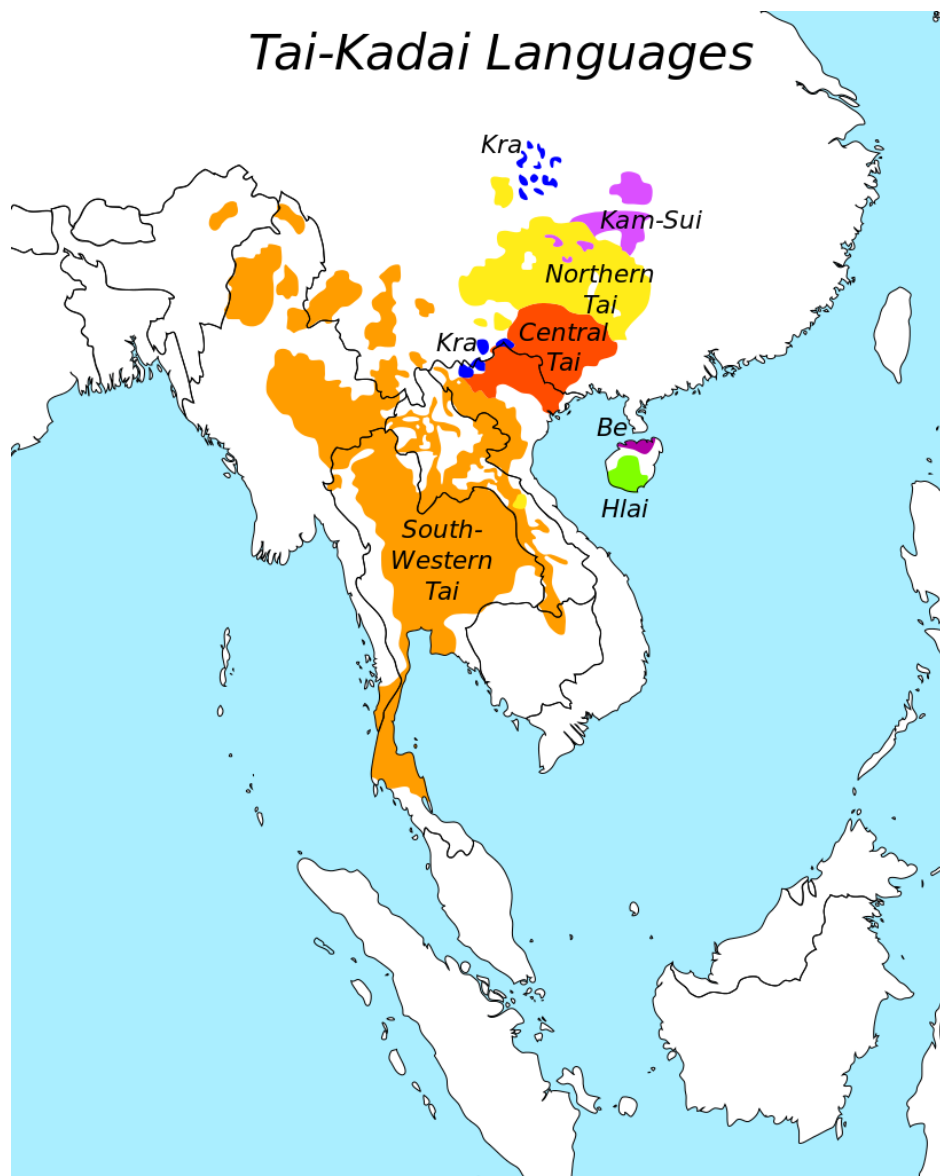 Tai-Kadai Languages
Kra
Kam-Sui
Northern
Tai
Kra
Central
Tai
Be
Hlai
South-
Western
Tai